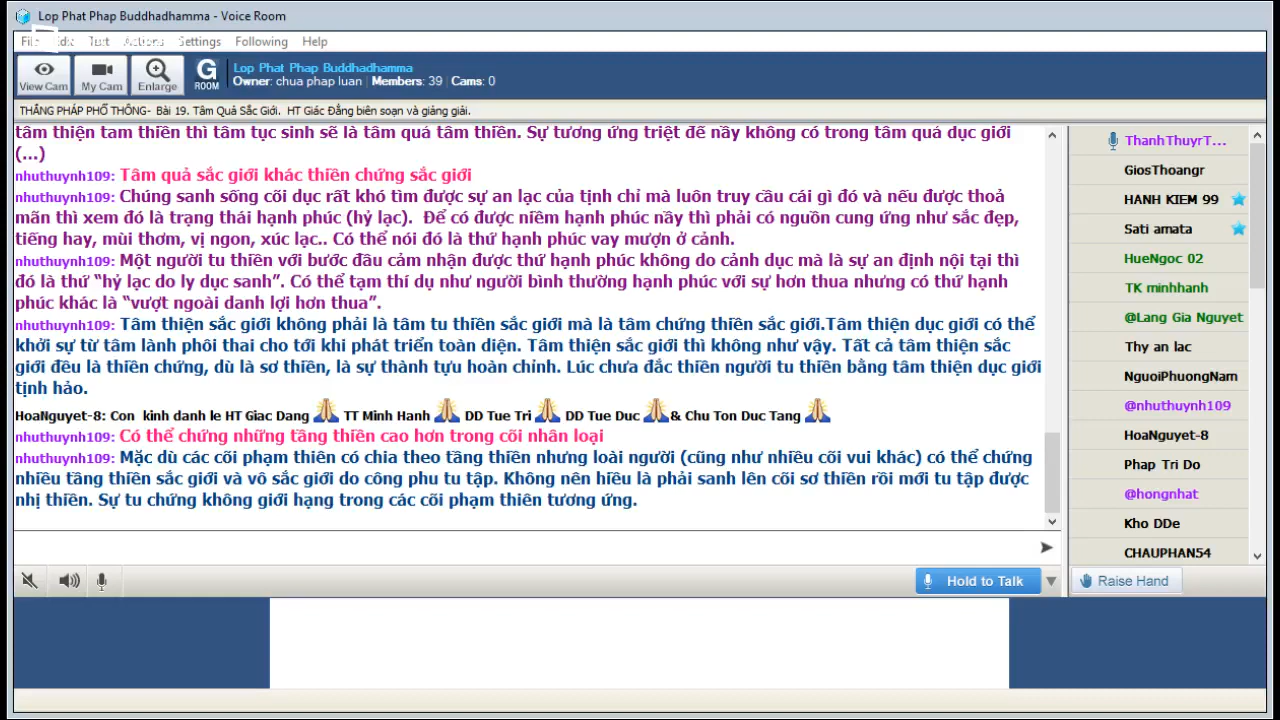 Lop Phat Phap Buddhadhamma - Voice Room
Text Actions Settings Following Help
View Cam My Cam Enlarge G ROOM
Lop Phat Phap Buddhadhamma
Owner: chua phap luan | Members: 39 | Cams: 0
THẮNG PHÁP PHỔ THÔNG- Bài 19. Tâm Quả Sắc Giới. HT Giác Đẳng biên soạn và giảng giải.
tâm thiện tam thiền thì tâm tục sinh sẽ là tâm quả tâm thiền. Sự tương ứng triệt để nầy không có trong tâm quả dục giới
(...)
nhuthuynh109: Tâm quả sắc giới khác thiền chứng sắc giới
nhuthuynh109: Chúng sanh sống cõi dục rất khó tìm được sự an lạc của tịnh chỉ mà luôn truy cầu cái gì đó và nếu được thoả
mãn thì xem đó là trạng thái hạnh phúc (hỷ lạc). Để có được niềm hạnh phúc nầy thì phải có nguồn cung ứng như sắc đẹp,
tiếng hay, mùi thơm, vị ngon, xúc lạc.. Có thể nói đó là thứ hạnh phúc vay mượn ở cảnh.
nhuthuynh109: Một người tu thiền với bước đầu cảm nhận được thứ hạnh phúc không do cảnh dục mà là sự an định nội tại thì
đó là thứ “hỷ lạc do ly dục sanh”. Có thể tạm thí dụ như người bình thường hạnh phúc với sự hơn thua nhưng có thứ hạnh
phúc khác là “vượt ngoài danh lợi hơn thua”.
nhuthuynh109: Tâm thiện sắc giới không phải là tâm tu thiền sắc giới mà là tâm chứng thiền sắc giới.Tâm thiện dục giới có thể
khởi sự từ tâm lành phôi thai cho tới khi phát triển toàn diện. Tâm thiện sắc giới thì không như vậy. Tất cả tâm thiện sắc
giới đều là thiền chứng, dù là sơ thiền, là sự thành tựu hoàn chỉnh. Lúc chưa đắc thiền người tu thiền bằng tâm thiện dục giới
tịnh hảo.
HoaNguyet-8: Con kinh danh le HT Giac Dang TT Minh Hanh DD Tue Tri DD Tue Duc & Chu Ton Duc Tang
nhuthuynh109: Có thể chứng những tầng thiền cao hơn trong cõi nhân loại
nhuthuynh109: Mặc dù các cõi phạm thiên có chia theo tầng thiền nhưng loài người (cũng như nhiều cõi vui khác) có thể chứng
nhiều tầng thiền sắc giới và vô sắc giới do công phu tu tập. Không nên hiểu là phải sanh lên cõi sơ thiền rồi mới tu tập được
nhị thiền. Sự tu chứng không giới hạng trong các cõi phạm thiên tương ứng.
ThanhThuyrT...
GiosThoangr
HANH KIEM 99
Sati amata
HueNgoc 02
TK minhhanh
@Lang Gia Nguyet
Thy an lac
NguoiPhuongNam
@nhuthuynh109
HoaNguyet-8
Phap Tri Do
@hongnhat
Kho DDe
CHAUPHAN54
Hold to Talk
Raise Hand